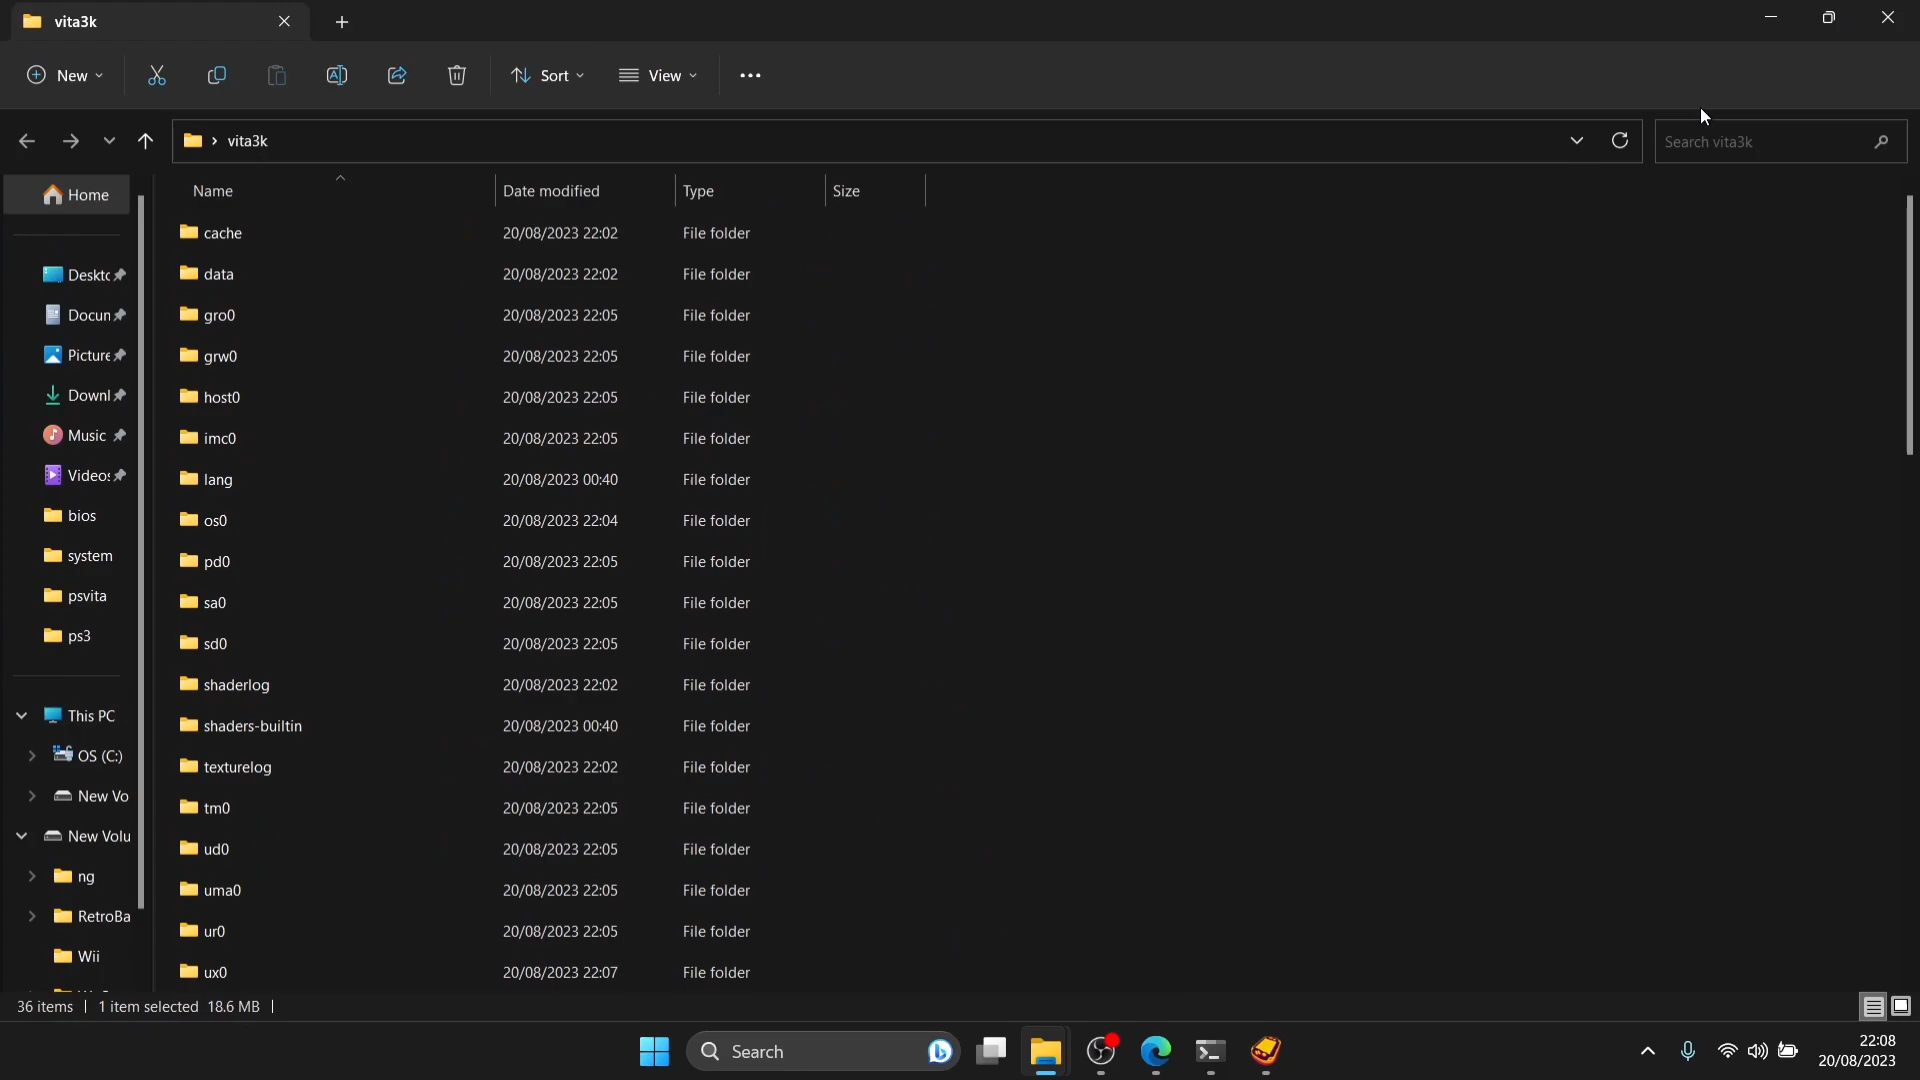 vita3k
New
Sort
View
vita3k
Search vita3k
Home
Deskt
Docun
Picture
Downl
Music
Videos
bios
system
psvita
ps3
This PC
OS (C:)
New Vo
New Volu
ng
RetroBa
Wii
Name Date modified Type Size
cache 20/08/2023 22:02 File folder
data 20/08/2023 22:02 File folder
gro0 20/08/2023 22:05 File folder
grw0 20/08/2023 22:05 File folder
host0 20/08/2023 22:05 File folder
imc0 20/08/2023 22:05 File folder
lang 20/08/2023 00:40 File folder
os0 20/08/2023 22:04 File folder
pd0 20/08/2023 22:05 File folder
sa0 20/08/2023 22:05 File folder
sd0 20/08/2023 22:05 File folder
shaderlog 20/08/2023 22:02 File folder
shaders-builtin 20/08/2023 00:40 File folder
texturelog 20/08/2023 22:02 File folder
tm0 20/08/2023 22:05 File folder
ud0 20/08/2023 22:05 File folder
uma0 20/08/2023 22:05 File folder
ur0 20/08/2023 22:05 File folder
ux0 20/08/2023 22:07 File folder
36 items 1 item selected 18.6 MB
Search
22:08
20/08/2023